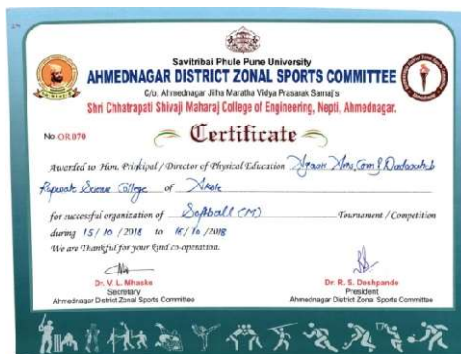 Savitribai Phule Pune University
AHMEDNAGAR DISTRICT ZONAL SPORTS COMMITTEE
C/o. Ahmednagar Jilha Maratha Vidya Prasarak Samaj's
Shri Chhatrapati Shivaji Maharaj College of Engineering, Nepti, Ahmednagar.
No. OR070
Certificate
Awarded to Hon. Principal / Director of Physical Education Arts, Com &
Science College of Akole
for successful organization of Softball (M) Tournament / Competition
during 15/10/2018 to 16/10/2018
We are Thankful for your kind co-operation.
Dr. V. L. Mhaske
Secretary
Ahmednagar District Zonal Sports Committee
Dr. R. S. Deshpande
President
Ahmednagar District Zonal Sports Committee